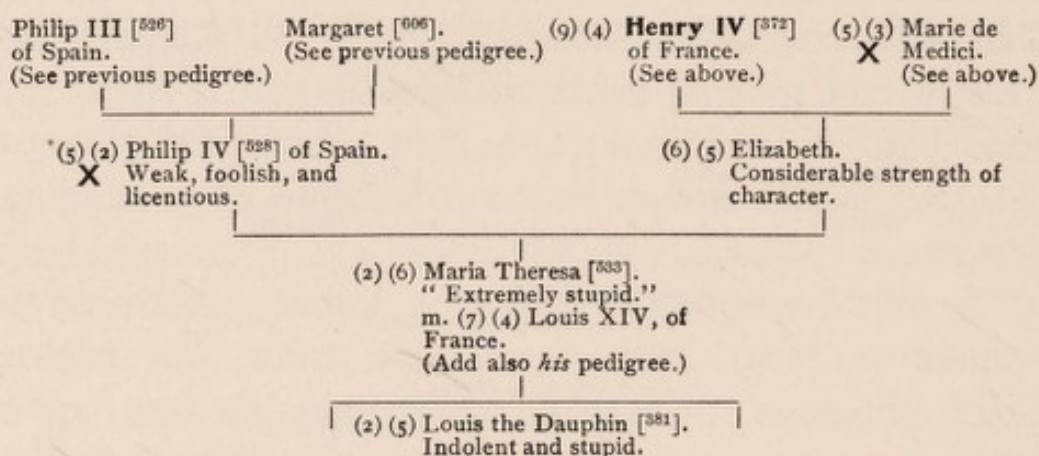 Philip III [526]
of Spain.
(See previous pedigree.)
Margaret [606].
(See previous pedigree.)
(9) (4) Henry IV [372]
of France.
(See above.)
(5) (3) Marie de
X Medici.
(See above.)
(5) (2) Philip IV [528] of Spain.
X Weak, foolish, and
licentious.
(6) (5) Elizabeth.
Considerable strength of
character.
(2) (6) Maria Theresa [533].
“ Extremely stupid.”
m. (7) (4) Louis XIV, of
France.
(Add also his pedigree.)
(2) (5) Louis the Dauphin [381].
Indolent and stupid.